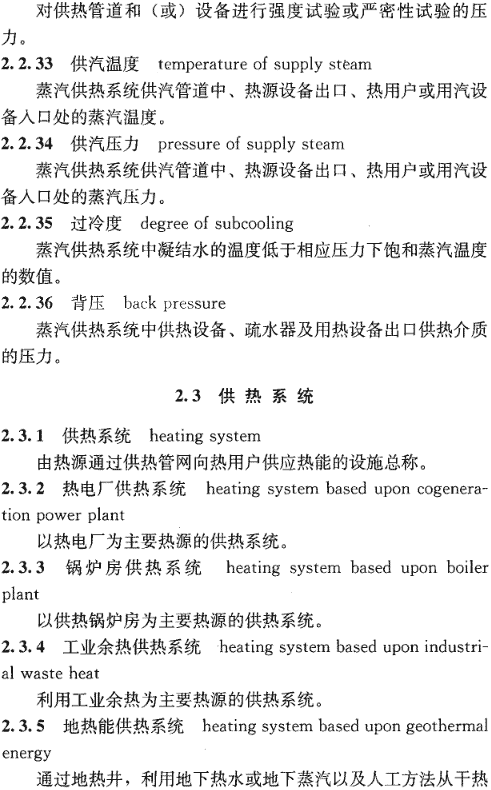 对供热管道和（或）设备进行强度试验或严密性试验的压
力。
2.2.33 供汽温度 temperature of supply steam
蒸汽供热系统供汽管道中、热源设备出口、热用户或用汽设
备入口处的蒸汽温度。
2.2.34 供汽压力 pressure of supply steam
蒸汽供热系统供汽管道中、热源设备出口、热用户或用汽设
备入口处的蒸汽压力。
2.2.35 过冷度 degree of subcooling
蒸汽供热系统中凝结水的温度低于相应压力下饱和蒸汽温度
的数值。
2.2.36 背压 back pressure
蒸汽供热系统中供热设备、疏水器及用热设备出口供热介质
的压力。
2.3 供热系统
2.3.1 供热系统 heating system
由热源通过供热管网向热用户供应热能的设施总称。
2.3.2 热电厂供热系统 heating system based upon cogenera-
tion power plant
以热电厂为主要热源的供热系统。
2.3.3 锅炉房供热系统 heating system based upon boiler
plant
以供热锅炉房为主要热源的供热系统。
2.3.4 工业余热供热系统 heating system based upon industri-
al waste heat
利用工业余热为主要热源的供热系统。
2.3.5 地热能供热系统 heating system based upon geothermal
energy
通过地热井，利用地下热水或地下蒸汽以及人工方法从干热